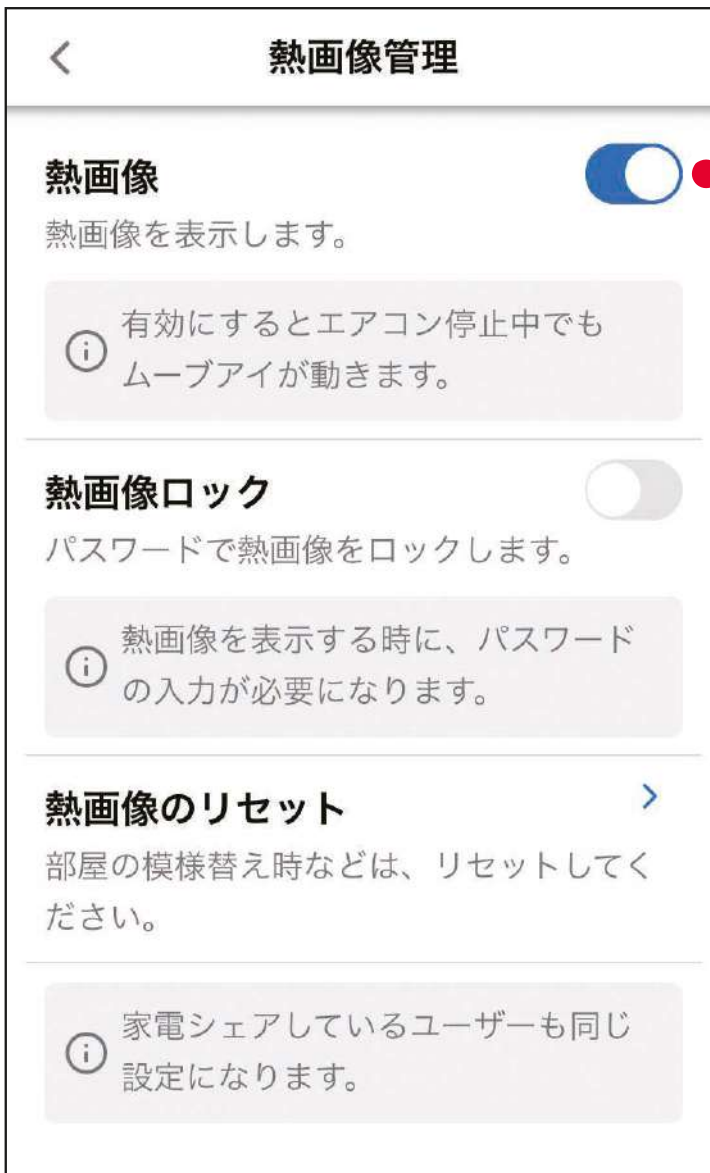 熱画像管理
熱画像
熱画像を表示します。
有効にするとエアコン停止中でも
ムーブアイが動きます。
熱画像ロック
パスワードで熱画像をロックします。
熱画像を表示する時に、パスワード
の入力が必要になります。
熱画像のリセット
部屋の模様替え時などは、リセットしてく
ださい。
家電シェアしているユーザーも同じ
設定になります。